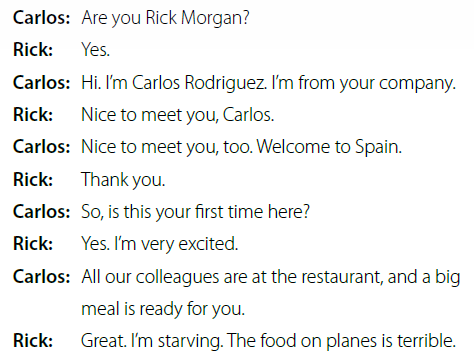 Carlos: Are you Rick Morgan?
Rick: Yes.
Carlos: Hi. I'm Carlos Rodriguez. I'm from your company.
Rick: Nice to meet you, Carlos.
Carlos: Nice to meet you, too. Welcome to Spain.
Rick: Thank you.
Carlos: So, is this your first time here?
Rick: Yes. I'm very excited.
Carlos: All our colleagues are at the restaurant, and a big
meal is ready for you.
Rick: Great. I'm starving. The food on planes is terrible.